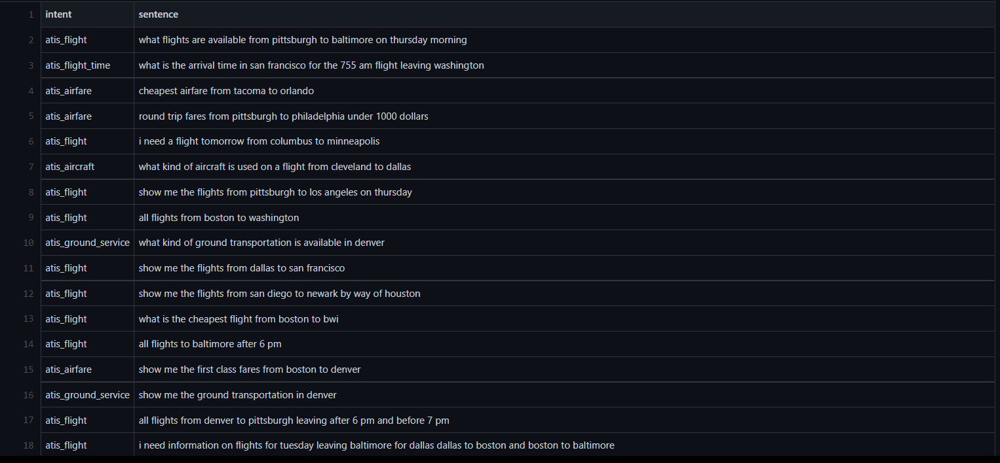 1 intent sentence
2 atis_flight what flights are available from pittsburgh to baltimore on thursday morning
3 atis_flight_time what is the arrival time in san francisco for the 755 am flight leaving washington
4 atis_airfare cheapest airfare from tacoma to orlando
5 atis_airfare round trip fares from pittsburgh to philadelphia under 1000 dollars
6 atis_flight i need a flight tomorrow from columbus to minneapolis
7 atis_aircraft what kind of aircraft is used on a flight from cleveland to dallas
8 atis_flight show me the flights from pittsburgh to los angeles on thursday
9 atis_flight all flights from boston to washington
10 atis_ground_service what kind of ground transportation is available in denver
11 atis_flight show me the flights from dallas to san francisco
12 atis_flight show me the flights from san diego to newark by way of houston
13 atis_flight what is the cheapest flight from boston to bwi
14 atis_flight all flights to baltimore after 6 pm
15 atis_airfare show me the first class fares from boston to denver
16 atis_ground_service show me the ground transportation in denver
17 atis_flight all flights from denver to pittsburgh leaving after 6 pm and before 7 pm
18 atis_flight i need information on flights for tuesday leaving baltimore for dallas dallas to boston and boston to baltimore